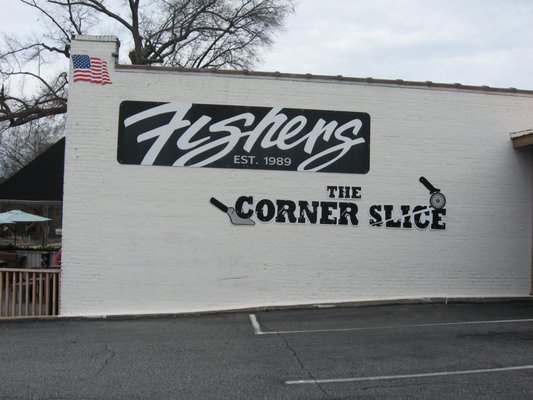 Fishers
EST. 1989
THE
CORNER SLICE